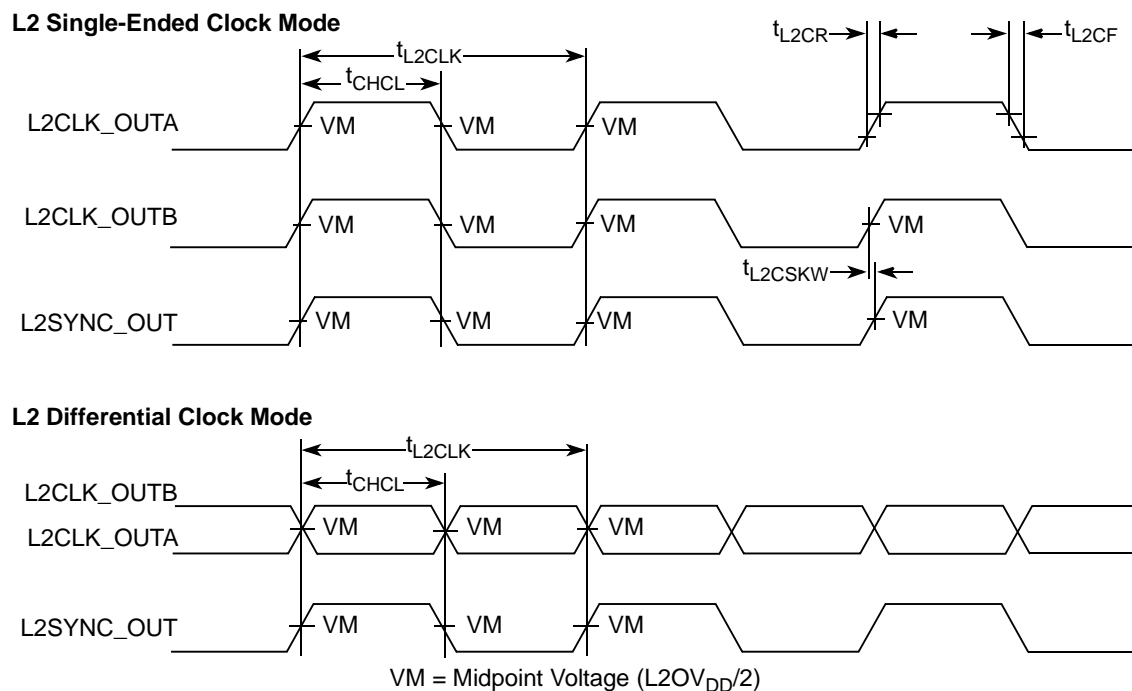 L2 Single-Ended Clock Mode
tL2CR
tL2CF
tL2CLK
tCHCL
L2CLK_OUTA
VM VM VM
L2CLK_OUTB
VM VM VM VM
tL2CSKW
L2SYNC_OUT
VM VM VM VM
L2 Differential Clock Mode
tL2CLK
tCHCL
L2CLK_OUTB
L2CLK_OUTA
VM VM VM
L2SYNC_OUT
VM VM VM
VM = Midpoint Voltage (L2OVDD/2)